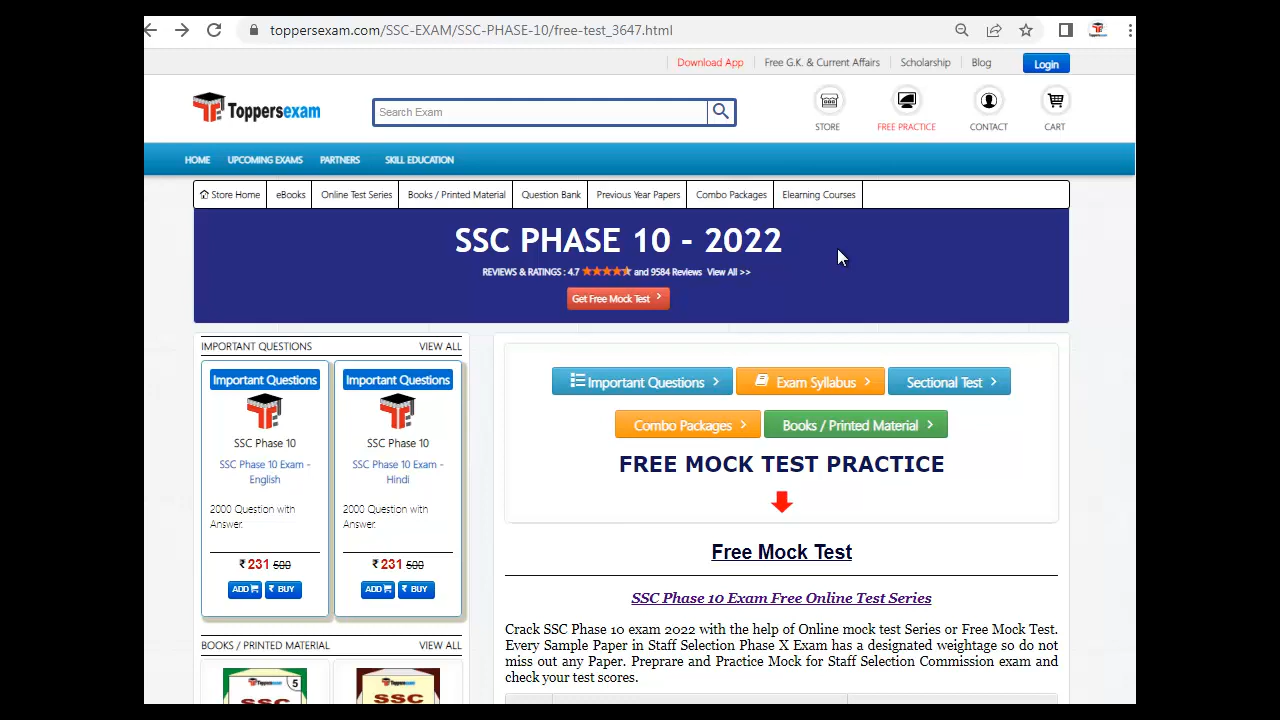 toppersexam.com/SSC-EXAM/SSC-PHASE-10/free-test_3647.html
Download App Free G.K. & Current Affairs Scholarship Blog Login
Toppersexam
Search Exam
STORE FREE PRACTICE CONTACT CART
HOME UPCOMING EXAMS PARTNERS SKILL EDUCATION
Store Home eBooks Online Test Series Books / Printed Material Question Bank Previous Year Papers Combo Packages Elearning Courses
SSC PHASE 10 - 2022
REVIEWS & RATINGS : 4.7 and 9584 Reviews View All >>
Get Free Mock Test
IMPORTANT QUESTIONS VIEW ALL
Important Questions
SSC Phase 10
SSC Phase 10 Exam -
English
2000 Question with
Answer.
₹ 231 500
ADD ₹ BUY
Important Questions
SSC Phase 10
SSC Phase 10 Exam -
Hindi
2000 Question with
Answer.
₹ 231 500
ADD ₹ BUY
BOOKS / PRINTED MATERIAL VIEW ALL
Toppersexam 5
SSC
Toppersexam
SSC
Important Questions Exam Syllabus Sectional Test
Combo Packages Books / Printed Material
FREE MOCK TEST PRACTICE
Free Mock Test
SSC Phase 10 Exam Free Online Test Series
Crack SSC Phase 10 exam 2022 with the help of Online mock test Series or Free Mock Test.
Every Sample Paper in Staff Selection Phase X Exam has a designated weightage so do not
miss out any Paper. Preprare and Practice Mock for Staff Selection Commission exam and
check your test scores.